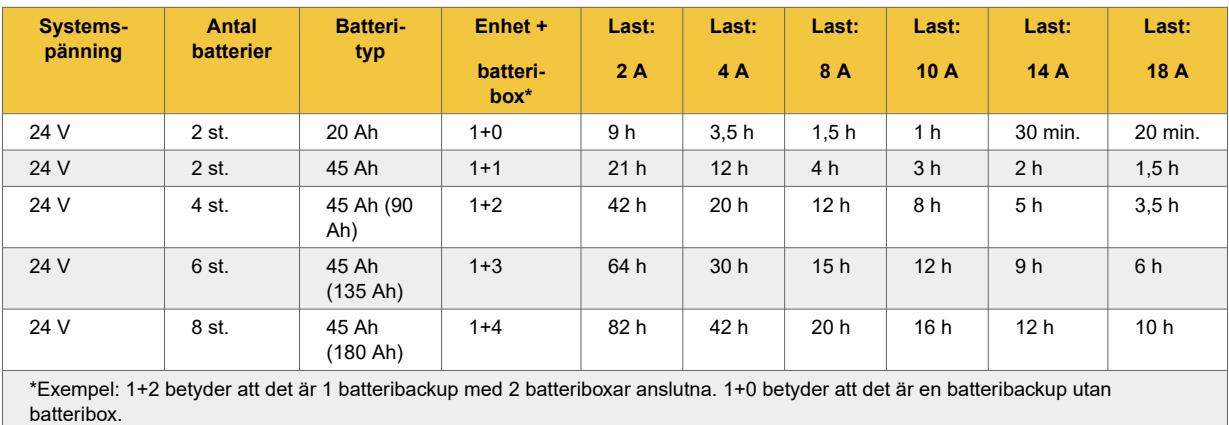 Systems-
spänning
Antal
batterier
Batteri-
typ
Enhet +
batteri-
box*
Last:
2 A
Last:
4 A
Last:
8 A
Last:
10 A
Last:
14 A
Last:
18 A
24 V 2 st. 20 Ah 1+0 9 h 3,5 h 1,5 h 1 h 30 min. 20 min.
24 V 2 st. 45 Ah 1+1 21 h 12 h 4 h 3 h 2 h 1,5 h
24 V 4 st. 45 Ah (90 1+2 42 h 20 h 12 h 8 h 5 h 3,5 h
Ah)
24 V 6 st. 45 Ah 1+3 64 h 30 h 15 h 12 h 9 h 6 h
(135 Ah)
24 V 8 st. 45 Ah 1+4 82 h 42 h 20 h 16 h 12 h 10 h
(180 Ah)
*Exempel: 1+2 betyder att det är 1 batteribackup med 2 batteriboxar anslutna. 1+0 betyder att det är en batteribackup utan
batteribox.